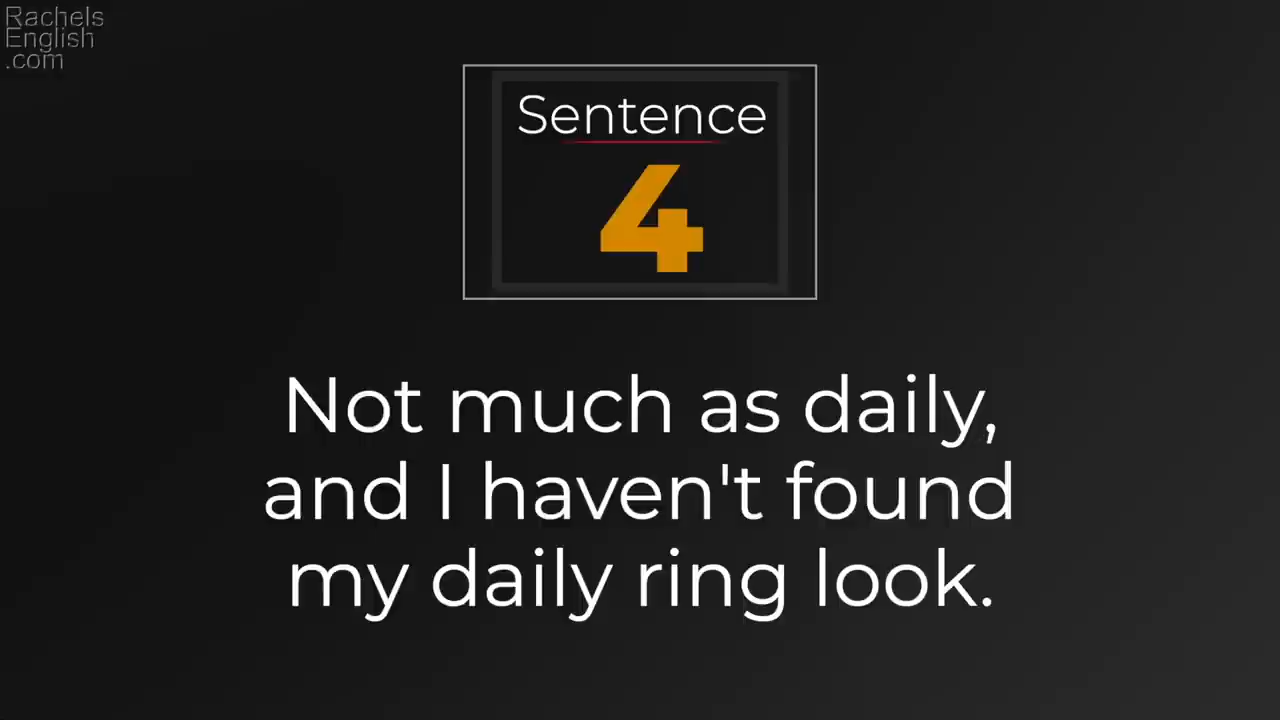 Rachels
English
.com
Sentence
4
Not much as daily,
and I haven't found
my daily ring look.